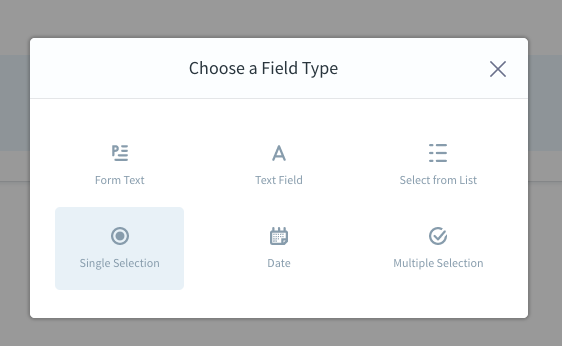 Choose a Field Type
Form Text
Text Field
Select from List
Single Selection
Date
Multiple Selection